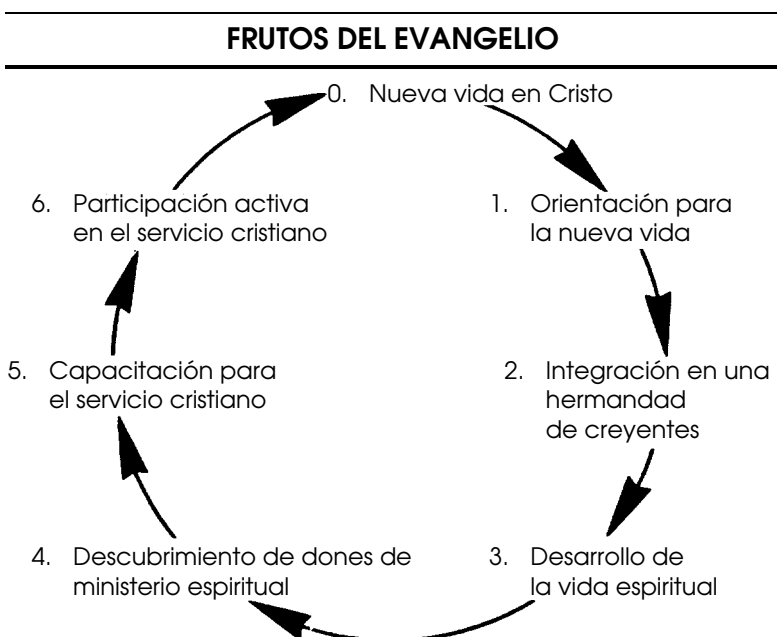 FRUTOS DEL EVANGELIO
0. Nueva vida en Cristo
1. Orientación para
la nueva vida
2. Integración en una
hermandad
de creyentes
3. Desarrollo de
la vida espiritual
4. Descubrimiento de dones de
ministerio espiritual
5. Capacitación para
el servicio cristiano
6. Participación activa
en el servicio cristiano